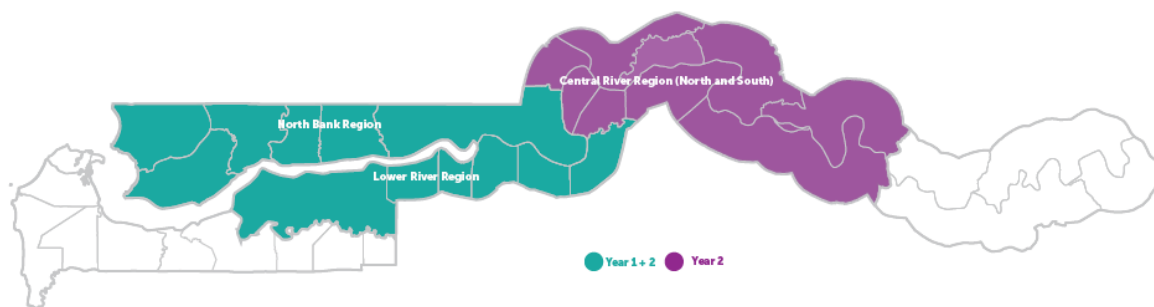 Central River Region (North and South)
North Bank Region
Lower River Region
Year 1 + 2
Year 2